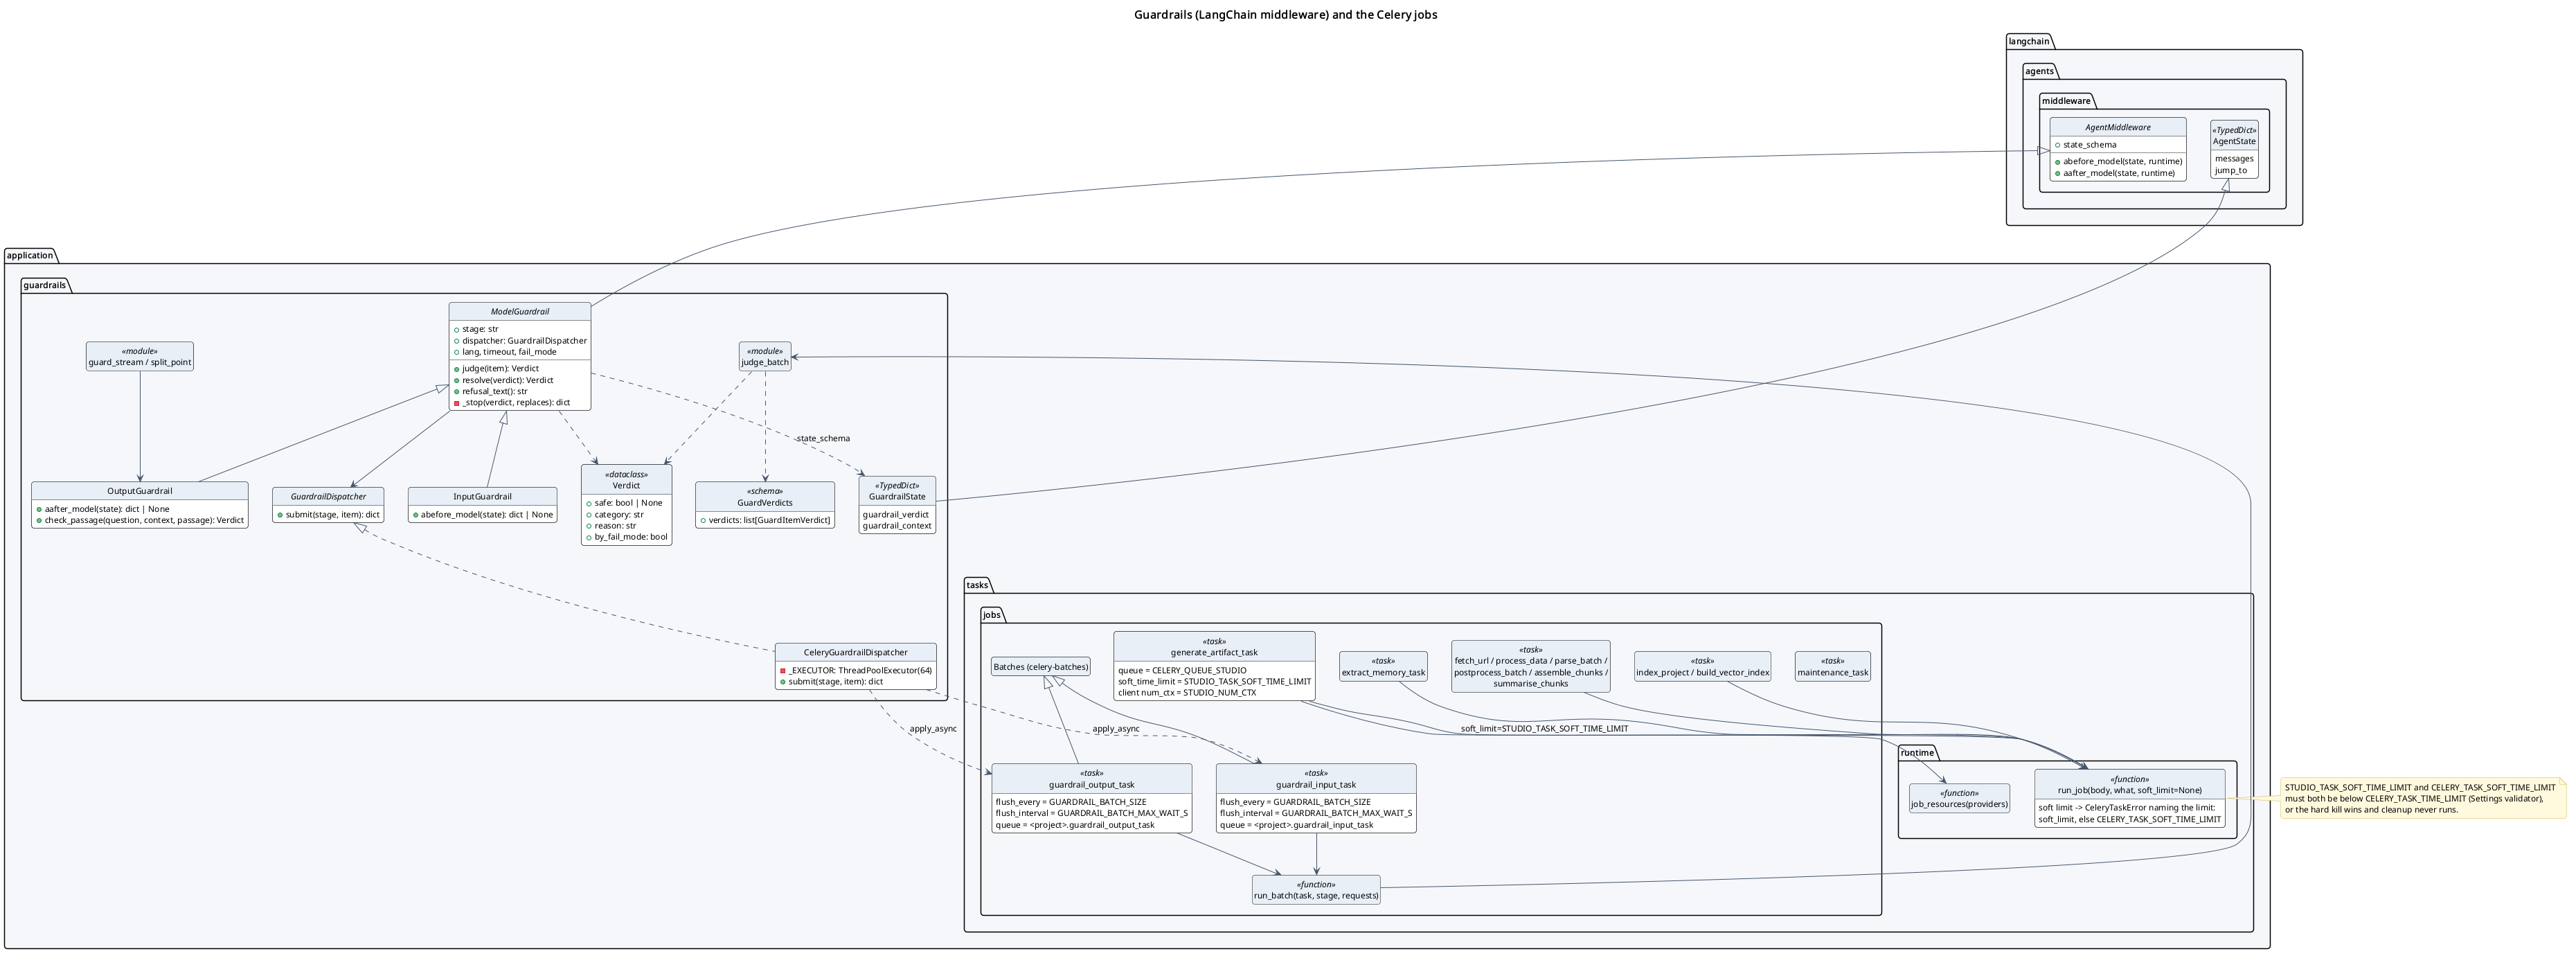 Guardrails (LangChain middleware) and the Celery jobs
langchain
agents
middleware
AgentMiddleware
state_schema
abefore_model(state, runtime)
aafter_model(state, runtime)
«TypedDict»
AgentState
messages
jump_to
application
guardrails
ModelGuardrail
stage: str
dispatcher: GuardrailDispatcher
lang, timeout, fail_mode
judge(item): Verdict
resolve(verdict): Verdict
refusal_text(): str
_stop(verdict, replaces): dict
«module»
guard_stream / split_point
«module»
judge_batch
state_schema
OutputGuardrail
aafter_model(state): dict | None
check_passage(question, context, passage): Verdict
GuardrailDispatcher
submit(stage, item): dict
InputGuardrail
abefore_model(state): dict | None
«dataclass»
Verdict
safe: bool | None
category: str
reason: str
by_fail_mode: bool
«schema»
GuardVerdicts
verdicts: list[GuardItemVerdict]
«TypedDict»
GuardrailState
guardrail_verdict
guardrail_context
CeleryGuardrailDispatcher
_EXECUTOR: ThreadPoolExecutor(64)
submit(stage, item): dict
tasks
jobs
Batches (celery-batches)
«task»
generate_artifact_task
queue = CELERY_QUEUE_STUDIO
soft_time_limit = STUDIO_TASK_SOFT_TIME_LIMIT
client num_ctx = STUDIO_NUM_CTX
«task»
extract_memory_task
«task»
fetch_url / process_data / parse_batch /
postprocess_batch / assemble_chunks /
summarise_chunks
«task»
index_project / build_vector_index
«task»
maintenance_task
apply_async
apply_async
soft_limit=STUDIO_TASK_SOFT_TIME_LIMIT
«task»
guardrail_output_task
flush_every = GUARDRAIL_BATCH_SIZE
flush_interval = GUARDRAIL_BATCH_MAX_WAIT_S
queue = <project>.guardrail_output_task
«task»
guardrail_input_task
flush_every = GUARDRAIL_BATCH_SIZE
flush_interval = GUARDRAIL_BATCH_MAX_WAIT_S
queue = <project>.guardrail_input_task
runtime
«function»
job_resources(providers)
«function»
run_job(body, what, soft_limit=None)
soft limit -> CeleryTaskError naming the limit:
soft_limit, else CELERY_TASK_SOFT_TIME_LIMIT
STUDIO_TASK_SOFT_TIME_LIMIT and CELERY_TASK_SOFT_TIME_LIMIT
must both be below CELERY_TASK_TIME_LIMIT (Settings validator),
or the hard kill wins and cleanup never runs.
«function»
run_batch(task, stage, requests)